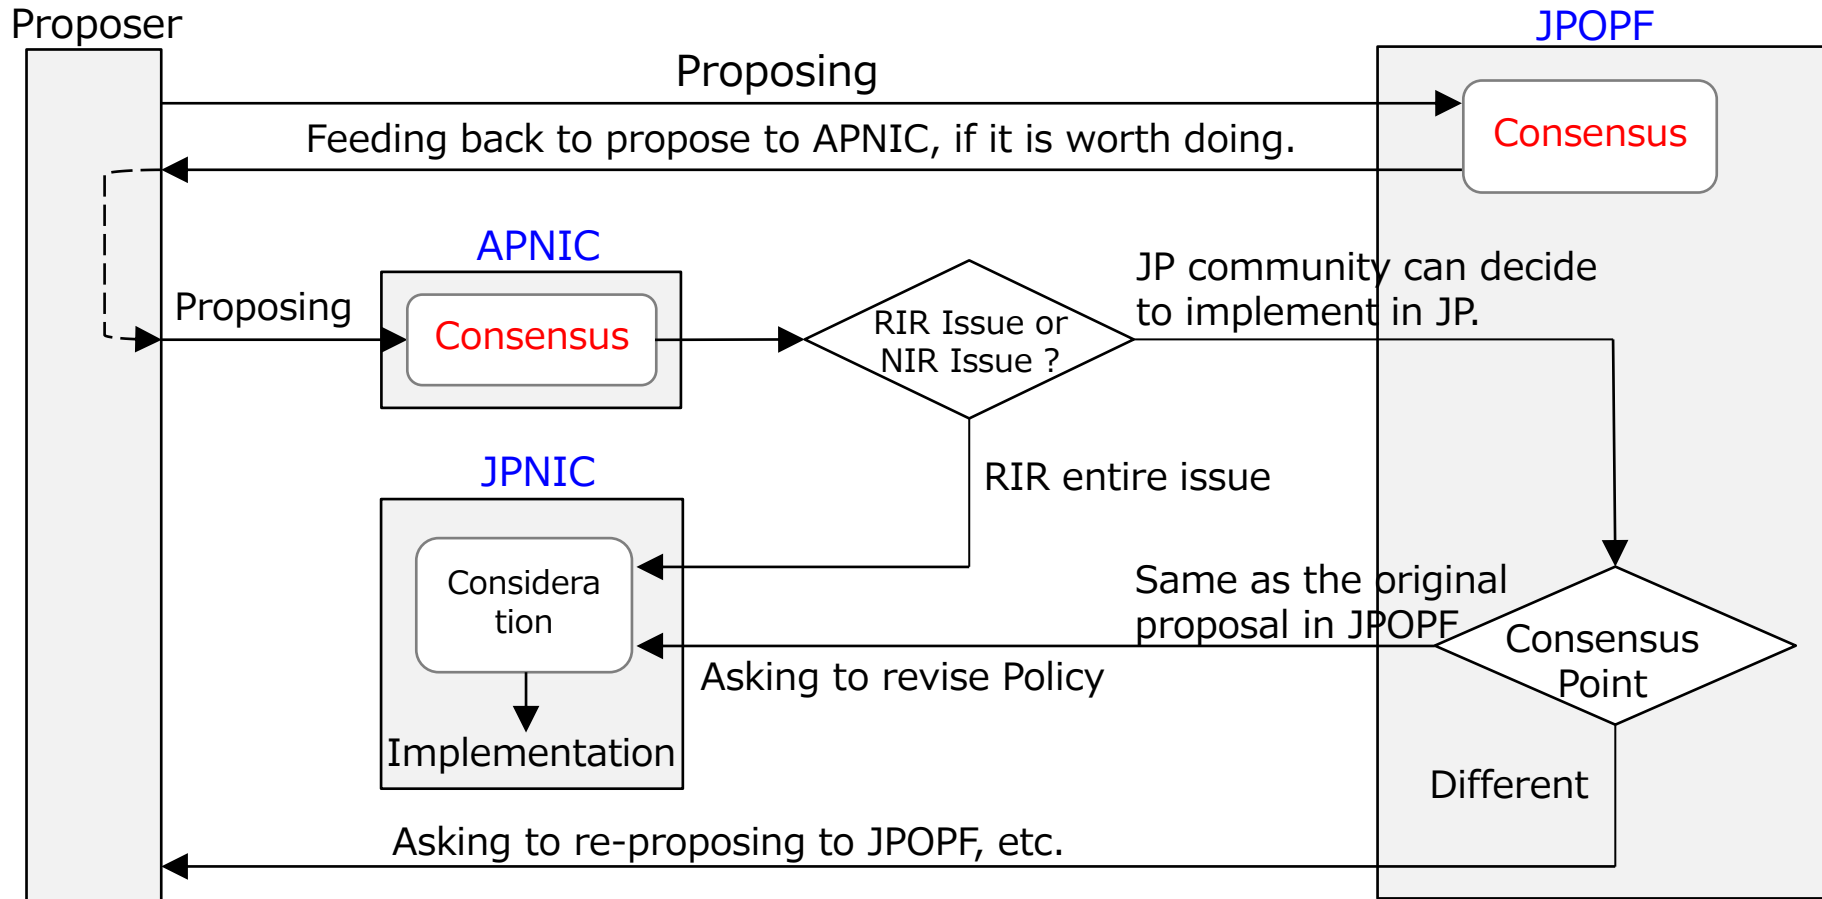 Proposer
JPOPF
Proposing
Feeding back to propose to APNIC, if it is worth doing.
Consensus
APNIC
Proposing
Consensus
RIR Issue or
NIR Issue ?
JP community can decide
to implement in JP.
JPNIC
RIR entire issue
Considera
tion
Same as the original
proposal in JPOPF
Asking to revise Policy
Consensus
Point
Implementation
Different
Asking to re-proposing to JPOPF, etc.